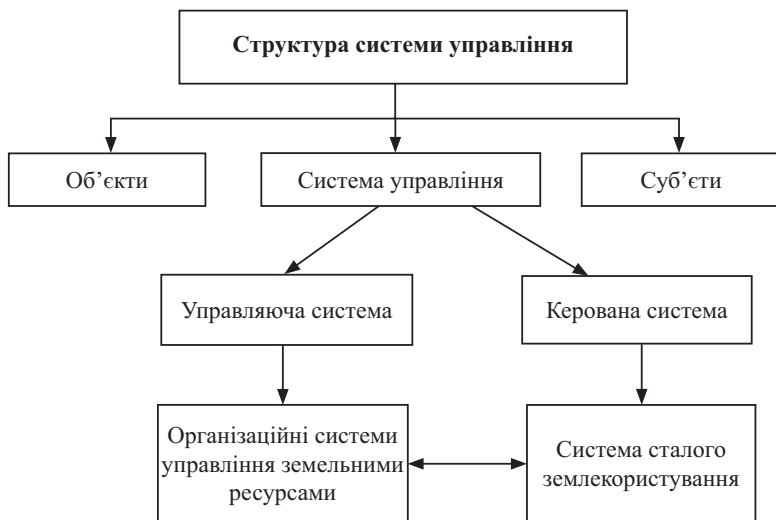 Структура системи управління
Об’єкти
Система управління
Суб’єти
Управляюча система
Керована система
Організаційні системи
управління земельними
ресурсами
Система сталого
землекористування